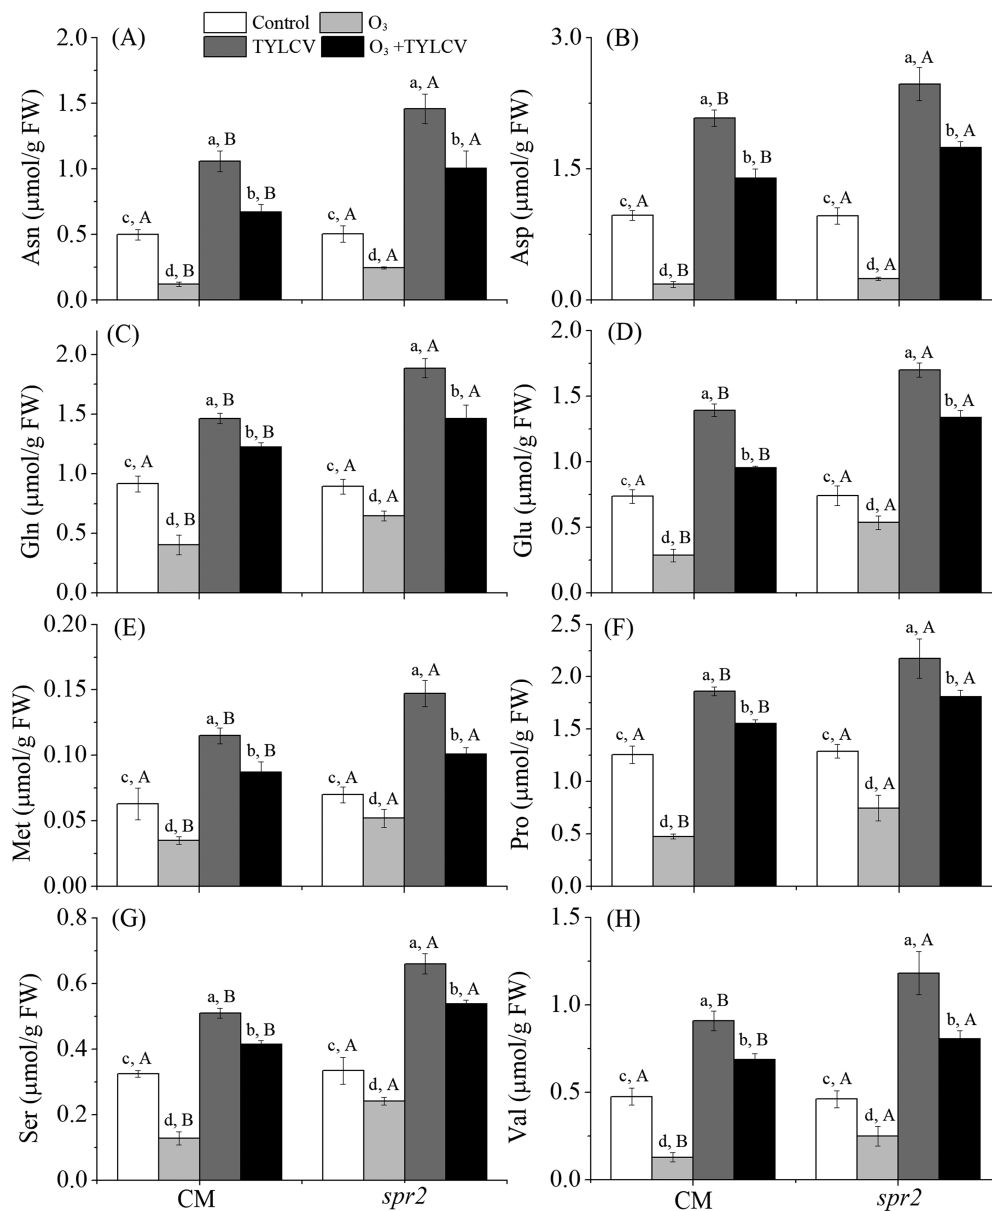 Control O₃
TYLCV O₃ +TYLCV
(A)
Asn (μmol/g FW)
2.0
1.5
1.0
0.5
0.0
c, A
d, B
a, B
b, B
c, A
d, A
a, A
b, A
(B)
Asp (μmol/g FW)
3.0
1.5
0.0
c, A
d, B
a, B
b, B
c, A
d, A
a, A
b, A
(C)
Gln (μmol/g FW)
2.0
1.5
1.0
0.5
0.0
c, A
d, B
a, B
b, B
c, A
d, A
a, A
b, A
(D)
Glu (μmol/g FW)
2.0
1.5
1.0
0.5
0.0
c, A
d, B
a, B
b, B
c, A
d, A
a, A
b, A
(E)
Met (μmol/g FW)
0.20
0.15
0.10
0.05
0.00
c, A
d, B
a, B
b, B
c, A
d, A
a, A
b, A
(F)
Pro (μmol/g FW)
2.5
2.0
1.5
1.0
0.5
0.0
c, A
d, B
a, B
b, B
c, A
d, A
a, A
b, A
(G)
Ser (μmol/g FW)
0.8
0.6
0.4
0.2
0.0
c, A
d, B
a, B
b, B
c, A
d, A
a, A
b, A
CM spr2
(H)
Val (μmol/g FW)
1.5
1.0
0.5
0.0
c, A
d, B
a, B
b, B
c, A
d, A
a, A
b, A
CM spr2